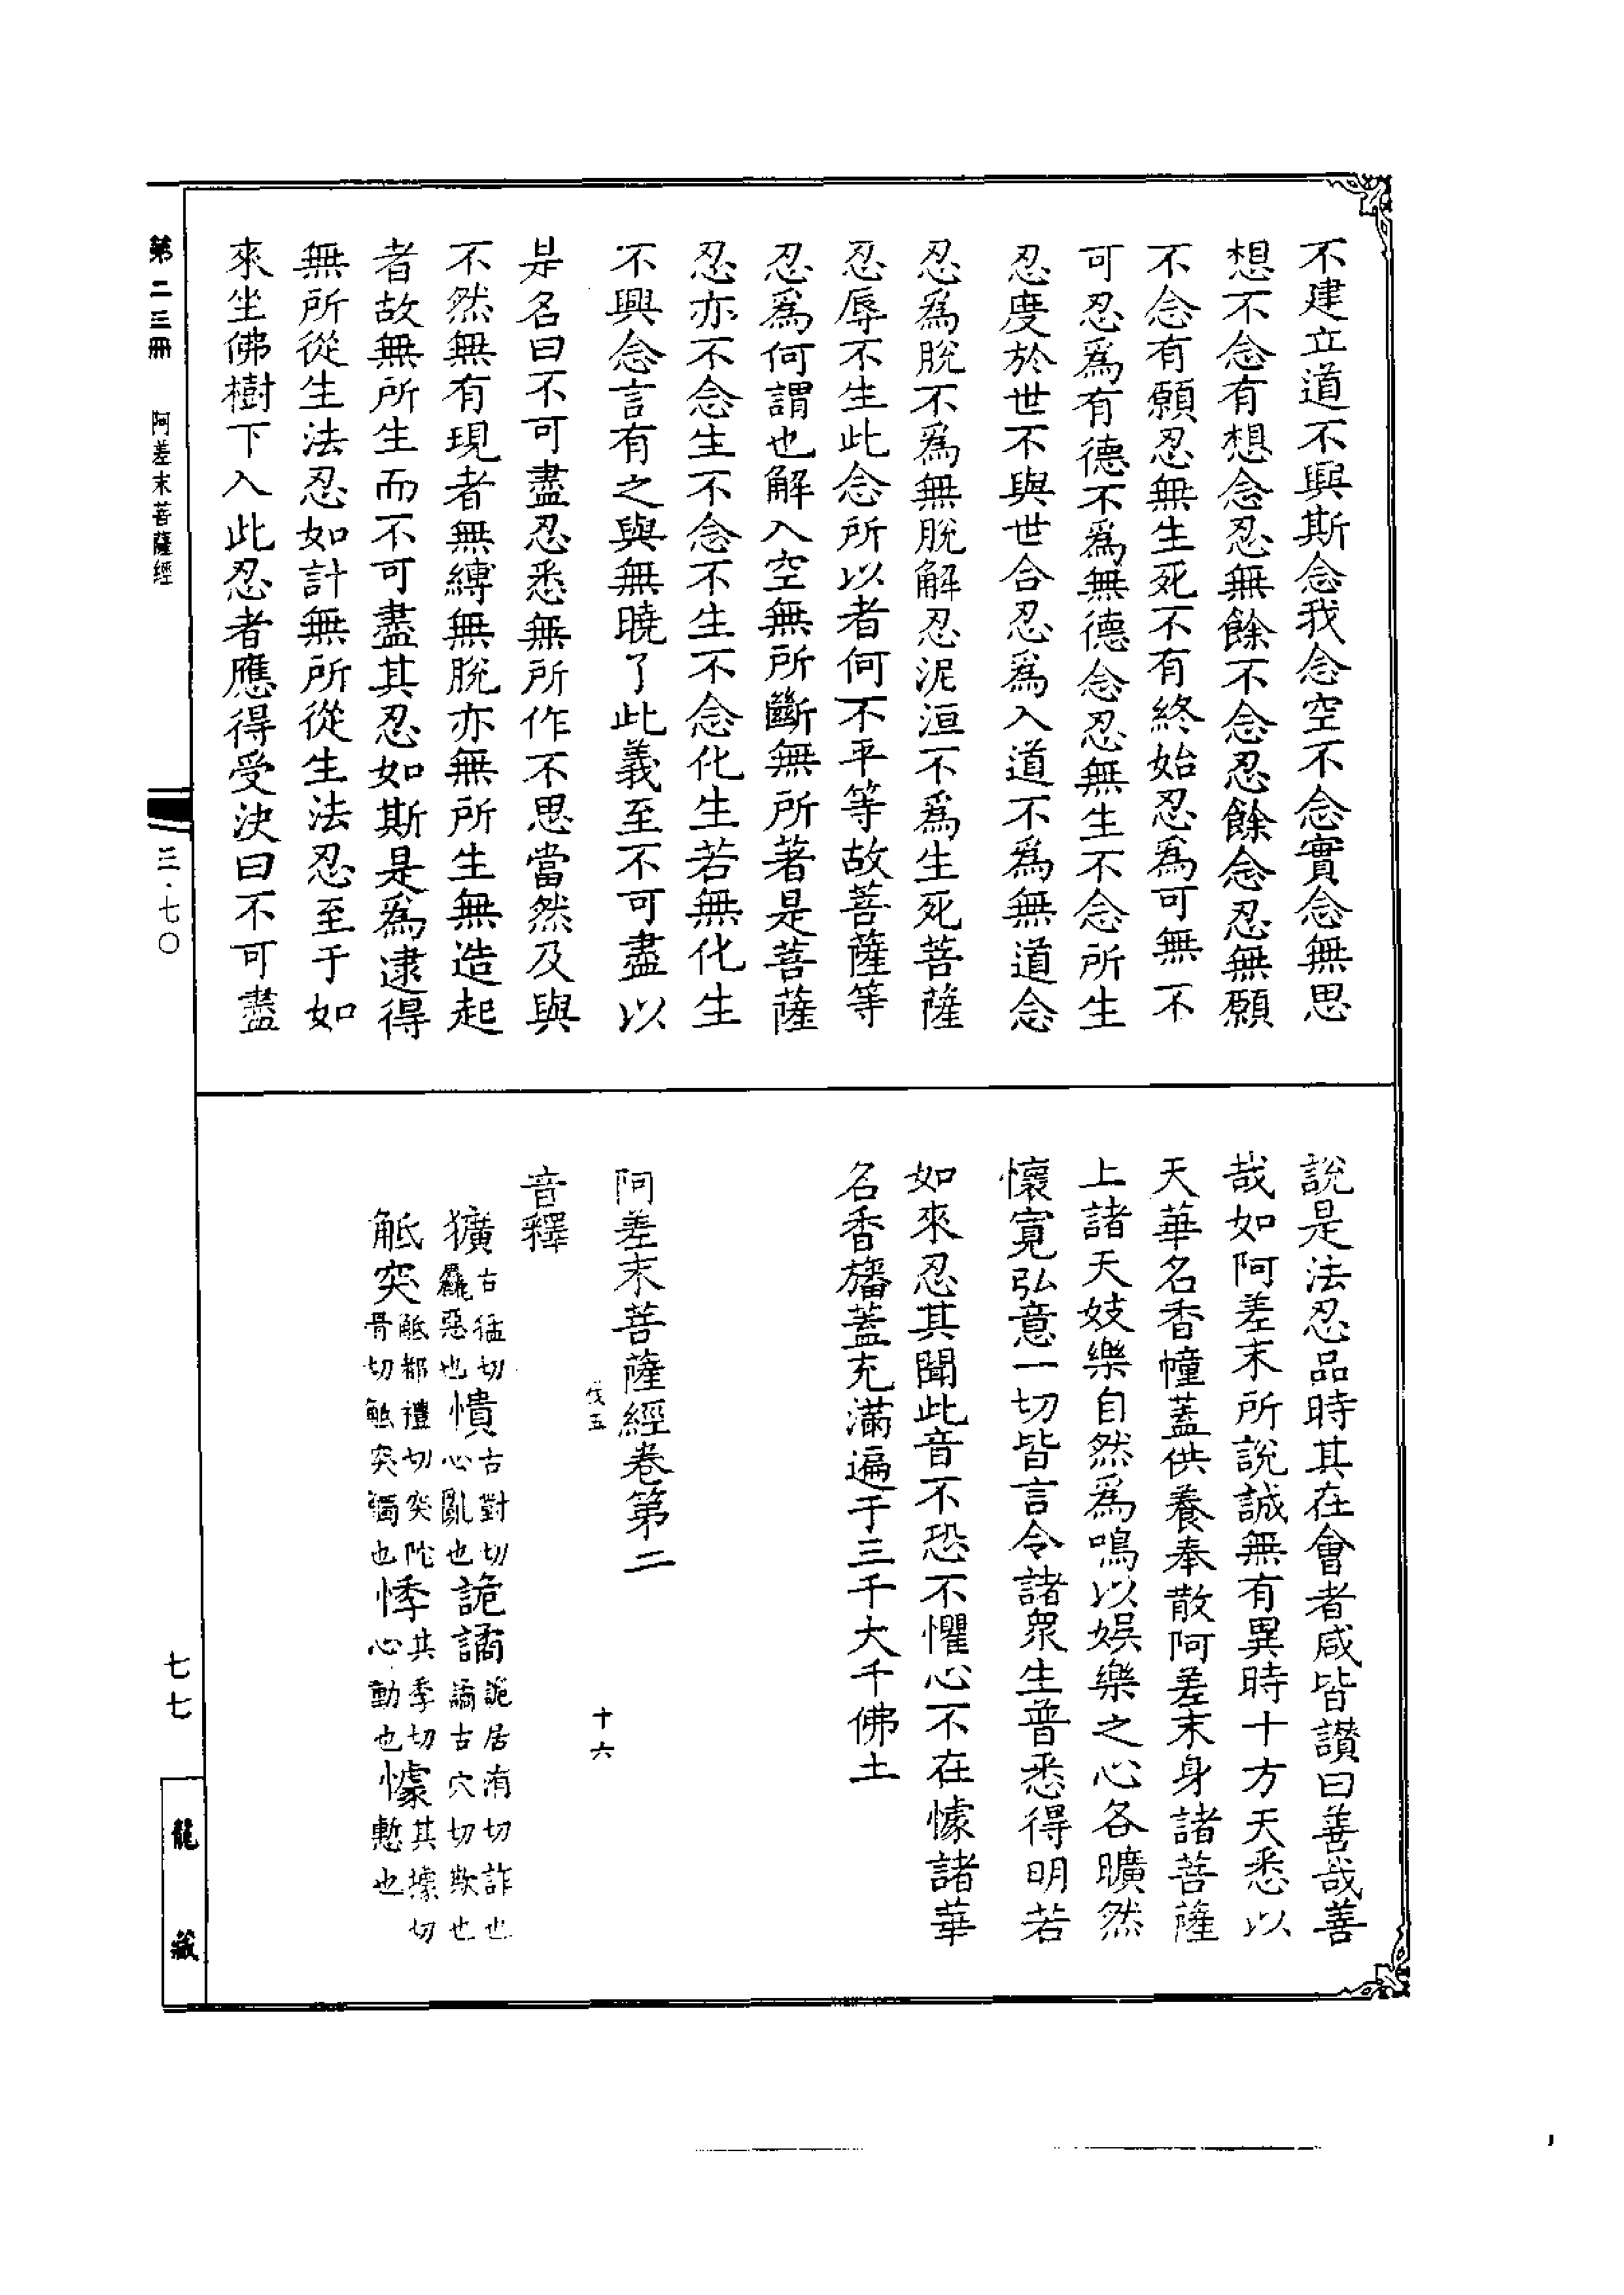 不建立道不興斯念我念空不念實念無思
想不念有想念忍無餘不念忍餘念忍無願
不念有願忍無生死不有終始忍為可無不
可忍為有德不為無德念忍無生不念所生
忍度於世不與世合忍為入道不為無道念
忍為脫不為無脫解忍泥洹不為生死菩薩
忍辱不生此念所以者何不平等故菩薩等
忍為何謂也解入空無所斷無所著是菩薩
忍亦不念生不念不生不念化生若無化生
不興念言有之與無曉了此義至不可盡以
是名曰不可盡忍悉無所作不思當然及與
不然無有現者無縛無脫亦無所生無造起
者故無所生而不可盡其忍如斯是為逮得
無所從生法忍如計無所從生法忍至于如
來坐佛樹下入此忍者應得受決曰不可盡
說是法忍品時其在會者咸皆讃曰善哉善
哉如阿差末所說誠無有異時十方天悉以
天華名香幢蓋供養奉散阿差末身諸菩薩
上諸天妓樂自然為鳴以娛樂之心各曠然
懷寬弘意一切皆言令諸眾生普悉得明若
如來忍其聞此音不恐不懼心不在懅諸華
名香旛蓋充滿遍于三千大千佛土
阿差末菩薩經卷第二
伐五 十六
音釋
獷古猛切麤惡也憒古對切心亂也詭譎詭居洧切詐也譎古穴切欺也
觝突觝都禮切突陀骨切觝突觸也悸其季切心動也懅其據切慙也
第二三冊 阿差末菩薩經
三·七〇
七七
龍藏